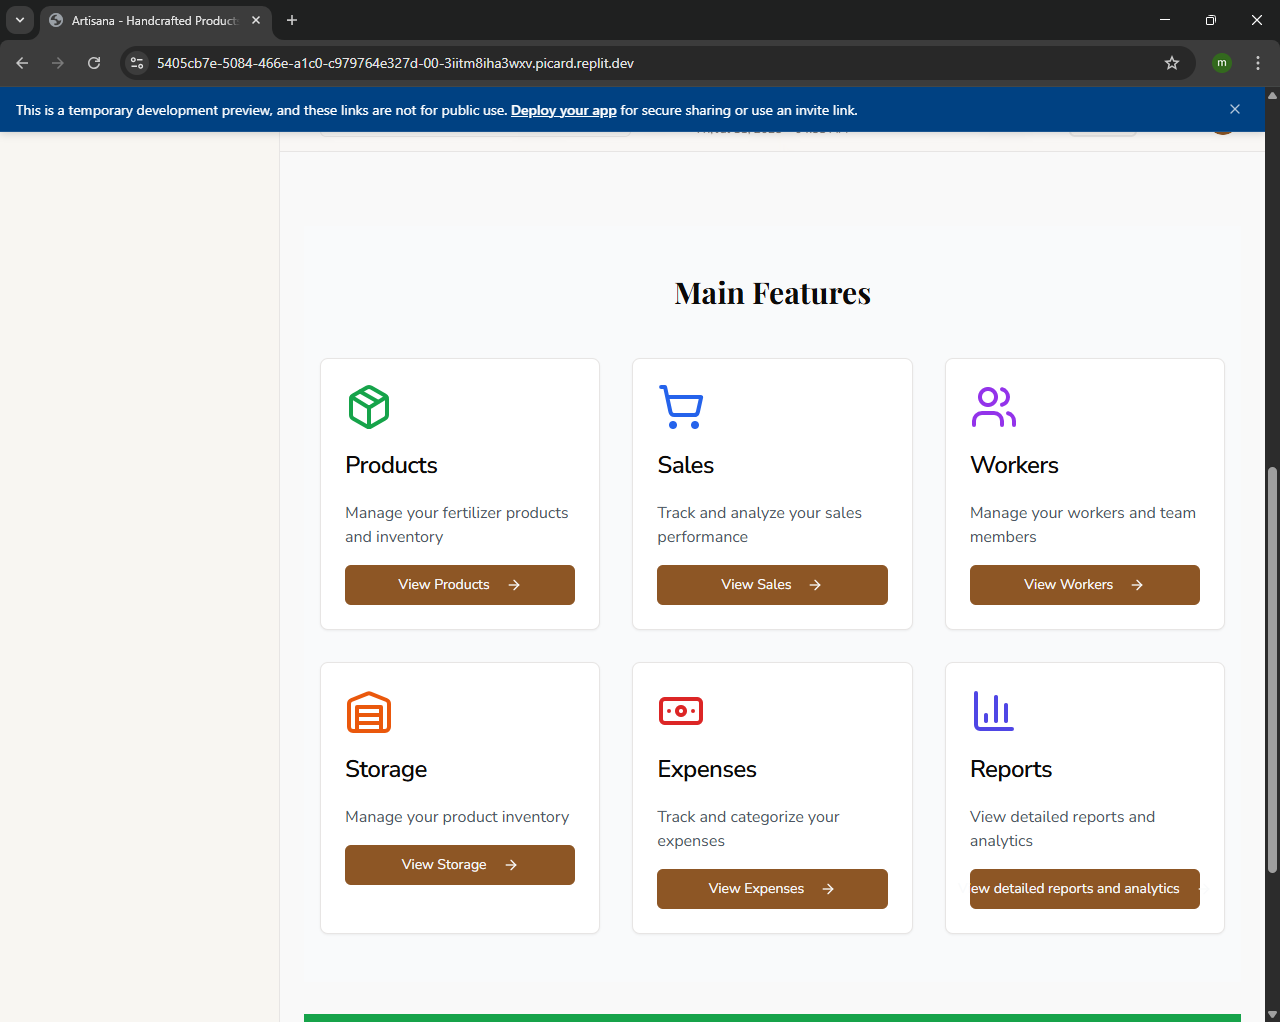 Artisana - Handcrafted Product
5405cb7e-5084-466e-a1c0-c979764e327d-00-3iitm8iha3wxv.picard.replit.dev
m
This is a temporary development preview, and these links are not for public use. Deploy your app for secure sharing or use an invite link.
Main Features
Products
Manage your fertilizer products
and inventory
View Products
Sales
Track and analyze your sales
performance
View Sales
Workers
Manage your workers and team
members
View Workers
Storage
Manage your product inventory
View Storage
Expenses
Track and categorize your
expenses
View Expenses
Reports
View detailed reports and
analytics
ew detailed reports and analytics